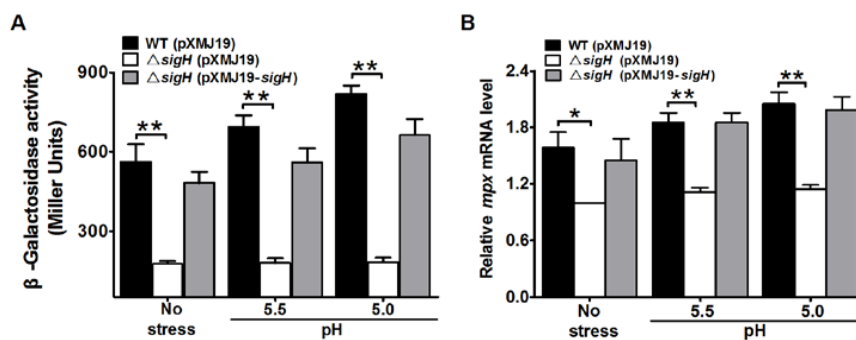 A
WT (pXMJ19)
△sigH (pXMJ19)
△sigH (pXMJ19-sigH)
β -Galactosidase activity
(Miller Units)
900
600
300
**
**
**
No
stress
5.5
5.0
pH
B
WT (pXMJ19)
△sigH (pXMJ19)
△sigH (pXMJ19-sigH)
Relative mpx mRNA level
2.4
1.8
1.2
0.6
0.0
*
**
**
No
stress
5.5
5.0
pH